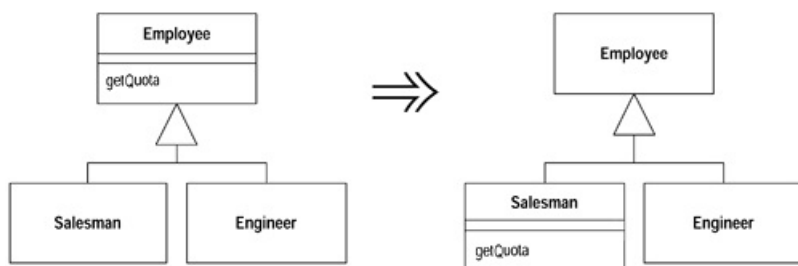 Employee
getQuota
Salesman
Engineer
Employee
Salesman
getQuota
Engineer